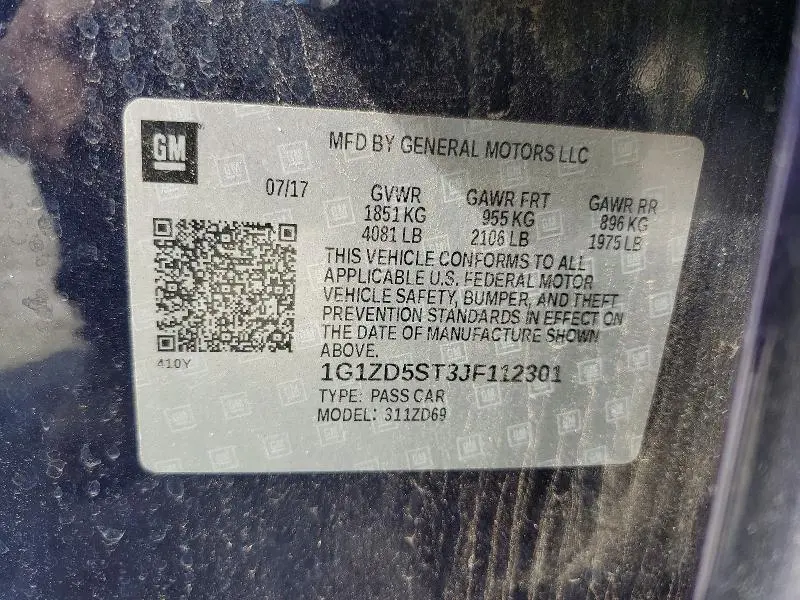 GM
MFD BY GENERAL MOTORS LLC
07/17
GVWR GAWR FRT GAWR RR
1851 KG 955 KG 896 KG
4081 LB 2106 LB 1975 LB
THIS VEHICLE CONFORMS TO ALL
APPLICABLE U.S. FEDERAL MOTOR
VEHICLE SAFETY, BUMPER, AND THEFT
PREVENTION STANDARDS IN EFFECT ON
THE DATE OF MANUFACTURE SHOWN
ABOVE.
410Y
1G1ZD5ST3JF112301
TYPE: PASS CAR
MODEL: 311ZD69